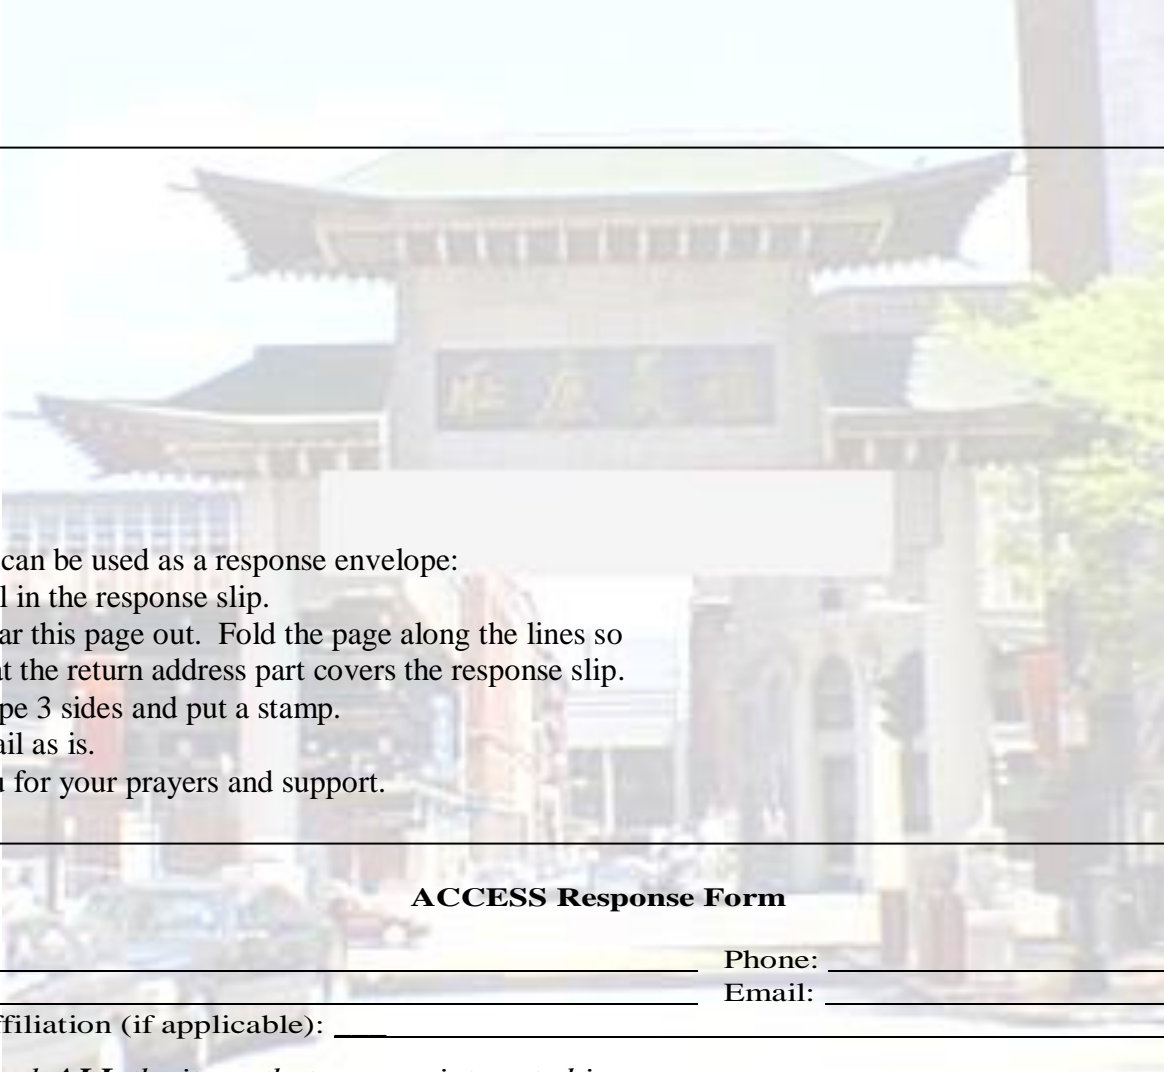 can be used as a response envelope:
l in the response slip.
ar this page out. Fold the page along the lines so
at the return address part covers the response slip.
pe 3 sides and put a stamp.
ail as is.
u for your prayers and support.
ACCESS Response Form
Phone:
Email:
ffiliation (if applicable): ___